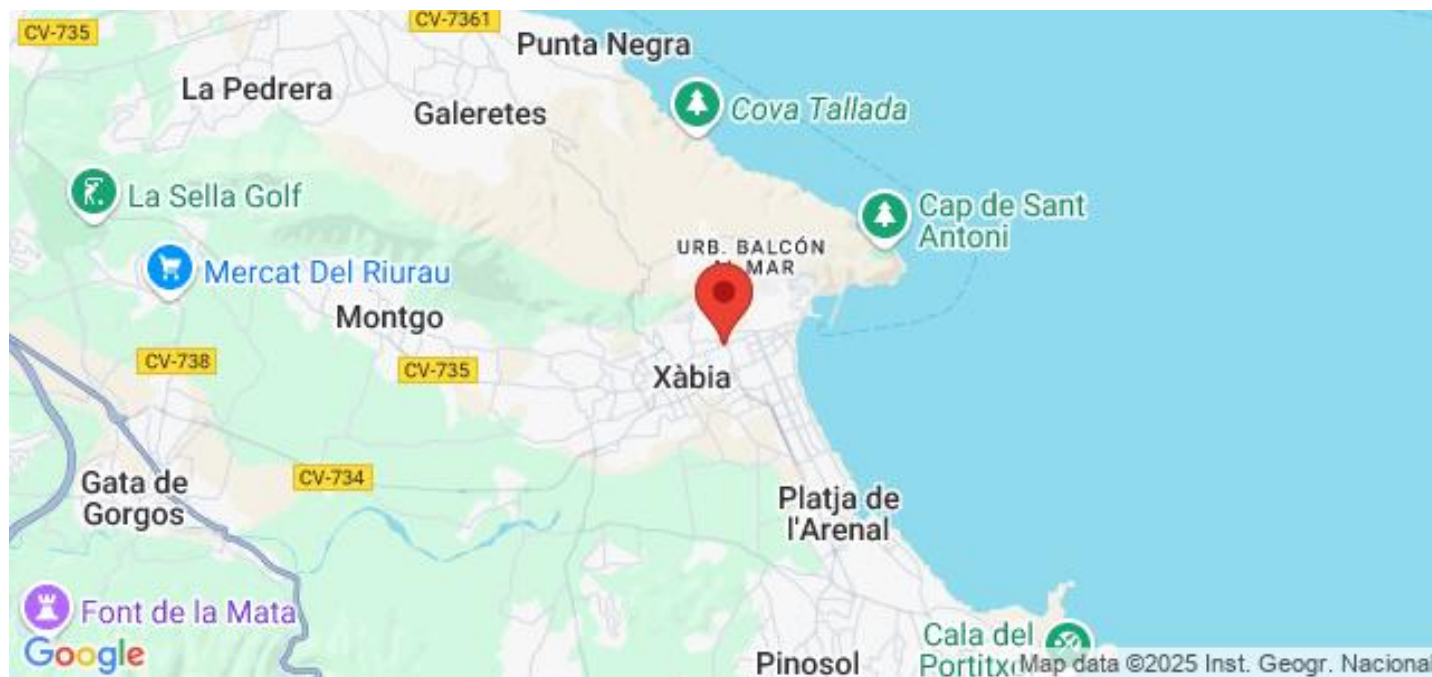 CV-735
CV-7361
Punta Negra
La Pedrera
Galeretes
Cova Tallada
La Sella Golf
Cap de Sant
Antoni
URB. BALCÓN
MAR
Mercat Del Riurau
Montgo
CV-738
CV-735
Xàbia
Gata de
Gorgos
CV-734
Platja de
l'Arenal
Font de la Mata
Google
Cala del
Pinosol
Map data ©2025 Inst. Geogr. Nacional